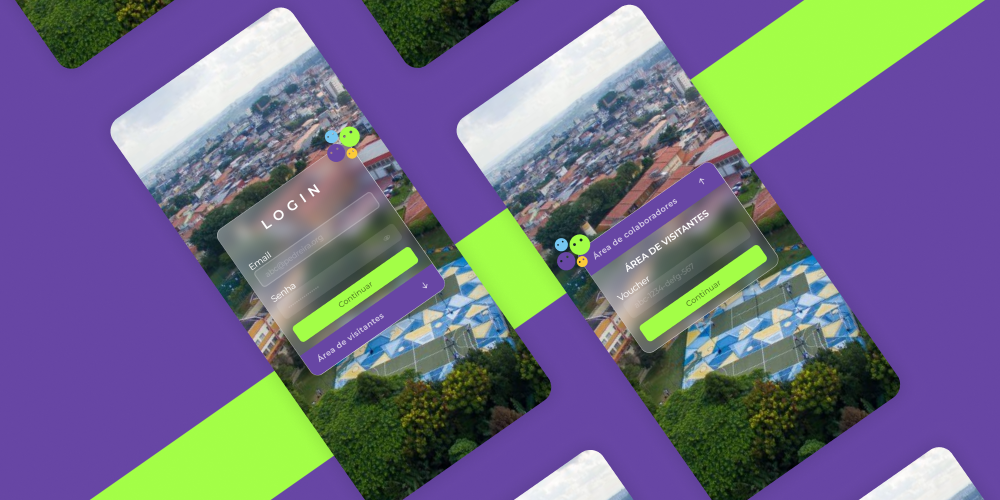 LOGIN
Email
Senha
Continuar
Área de visitantes
Área de colaboradores
ÁREA DE VISITANTES
Voucher
Continuar